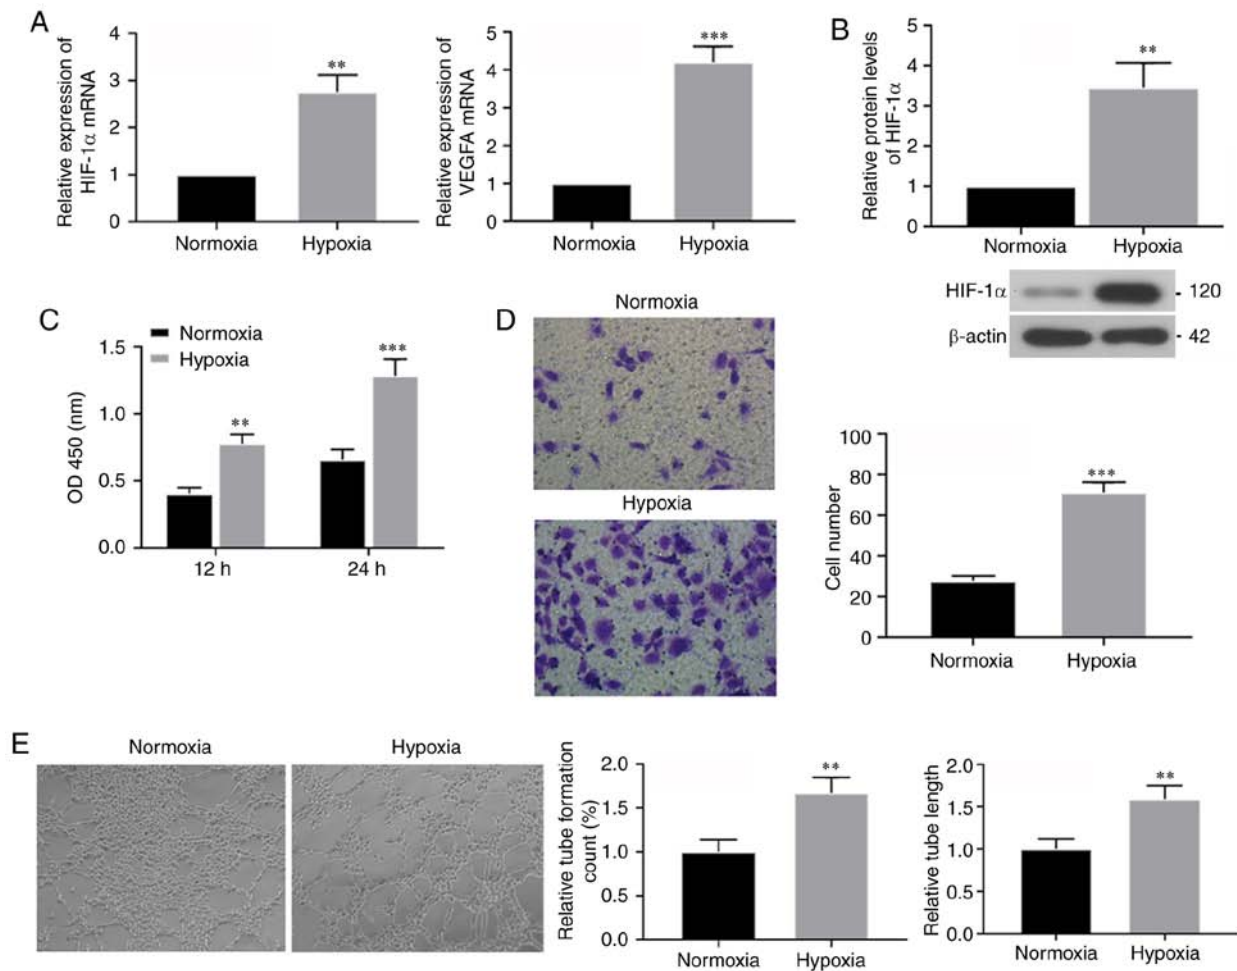 A
Relative expression of
HIF-1α mRNA
4
3
2
1
0
**
Normoxia
Hypoxia
Relative expression of
VEGFA mRNA
5
4
3
2
1
0
***
Normoxia
Hypoxia
B
Relative protein levels
of HIF-1α
5
4
3
2
1
0
**
Normoxia
Hypoxia
HIF-1α
- 120
β-actin
- 42
C
Normoxia
Hypoxia
OD 450 (nm)
1.5
1.0
0.5
0.0
**
***
12 h
24 h
D
Normoxia
Hypoxia
Cell number
100
80
60
40
20
0
***
Normoxia
Hypoxia
E
Normoxia
Hypoxia
Relative tube formation
count (%)
2.0
1.5
1.0
0.5
0.0
**
Normoxia
Hypoxia
Relative tube length
2.0
1.5
1.0
0.5
0.0
**
Normoxia
Hypoxia